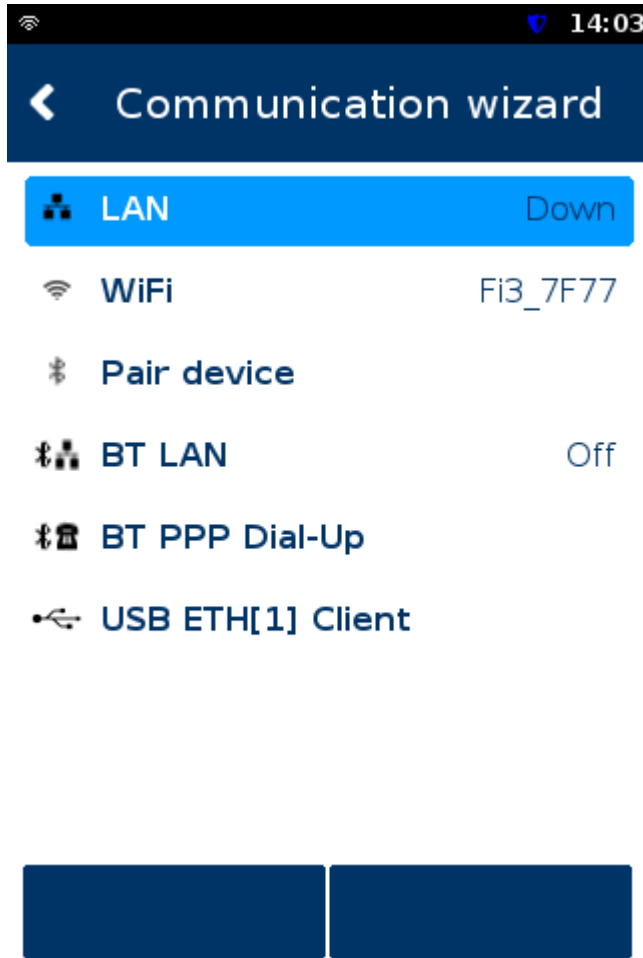 14:03
Communication wizard
LAN Down
WiFi Fi3_7F77
Pair device
BT LAN Off
BT PPP Dial-Up
USB ETH[1] Client